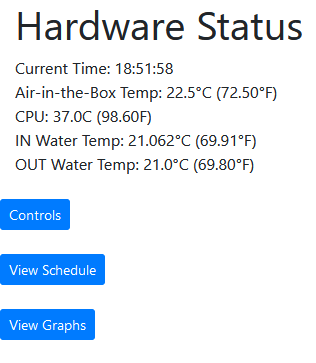 Hardware Status
Current Time: 18:51:58
Air-in-the-Box Temp: 22.5°C (72.50°F)
CPU: 37.0C (98.60F)
IN Water Temp: 21.062°C (69.91°F)
OUT Water Temp: 21.0°C (69.80°F)
Controls
View Schedule
View Graphs